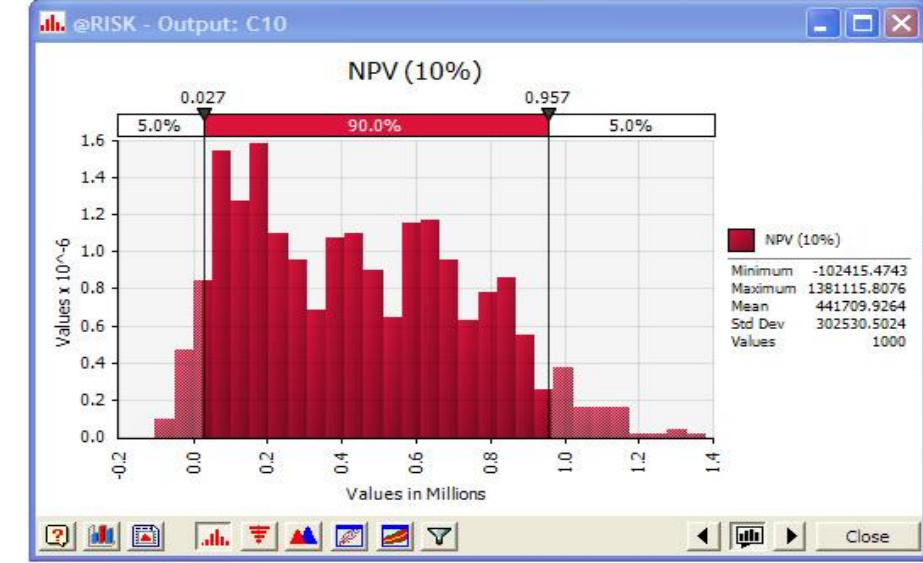 @RISK - Output: C10
NPV (10%)
0.027 0.957
5.0% 90.0% 5.0%
1.6
1.4
1.2
1.0
0.8
0.6
0.4
0.2
0.0
Values x 10^-6
-0.2 0.0 0.2 0.4 0.6 0.8 1.0 1.2 1.4
Values in Millions
NPV (10%)
Minimum -102415.4743
Maximum 1381115.8076
Mean 441709.9264
Std Dev 302530.5024
Values 1000
Close